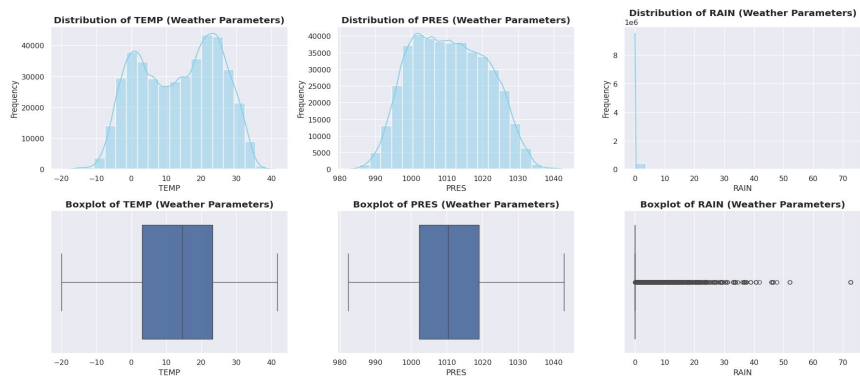 Distribution of TEMP (Weather Parameters)
Frequency
40000
30000
20000
10000
0
−20 −10 0 10 20 30 40
TEMP
Distribution of PRES (Weather Parameters)
Frequency
40000
35000
30000
25000
20000
15000
10000
5000
0
980 990 1000 1010 1020 1030 1040
PRES
Distribution of RAIN (Weather Parameters)
1e6
Frequency
8
6
4
2
0
0 10 20 30 40 50 60 70
RAIN
Boxplot of TEMP (Weather Parameters)
−20 −10 0 10 20 30 40
TEMP
Boxplot of PRES (Weather Parameters)
980 990 1000 1010 1020 1030 1040
PRES
Boxplot of RAIN (Weather Parameters)
0 10 20 30 40 50 60 70
RAIN